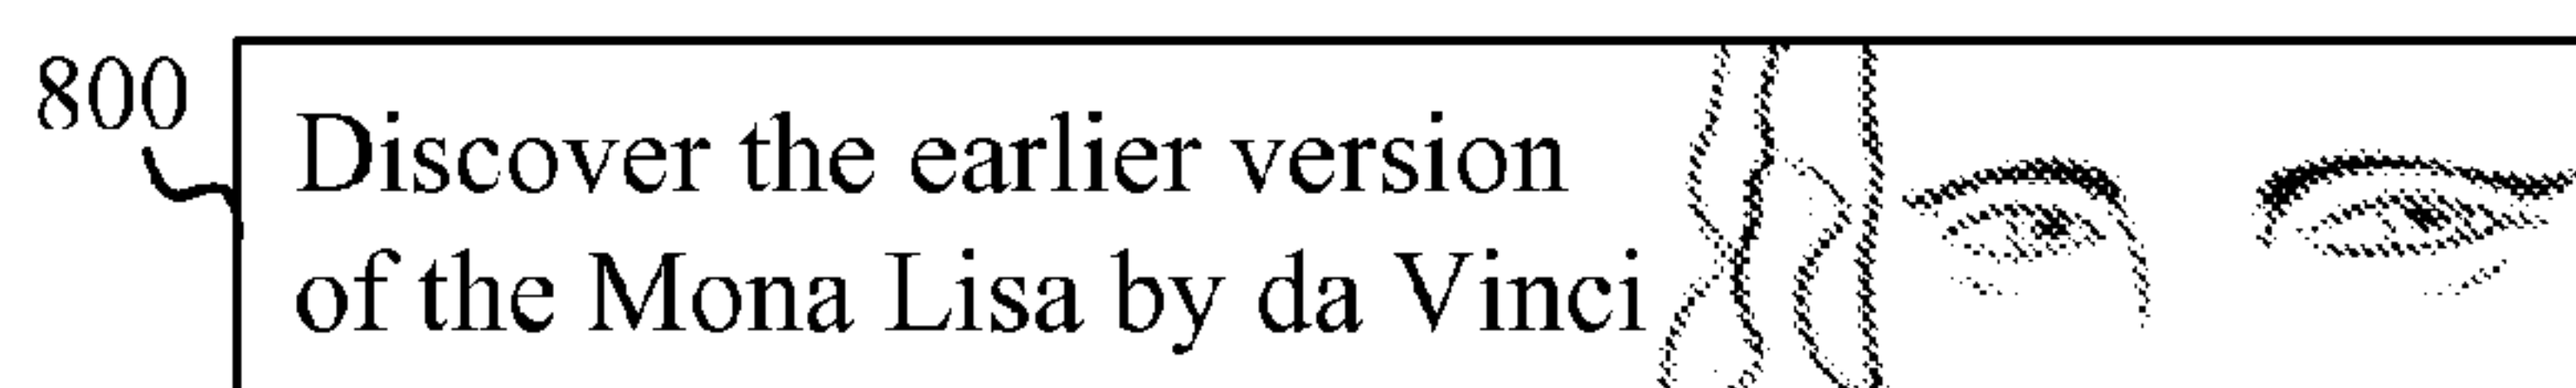 800
Discover the earlier version
of the Mona Lisa by da Vinci